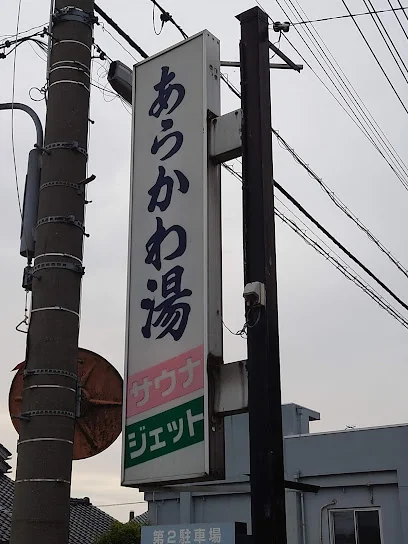 あらかわ湯
サウナ
ジェット
第2駐車場